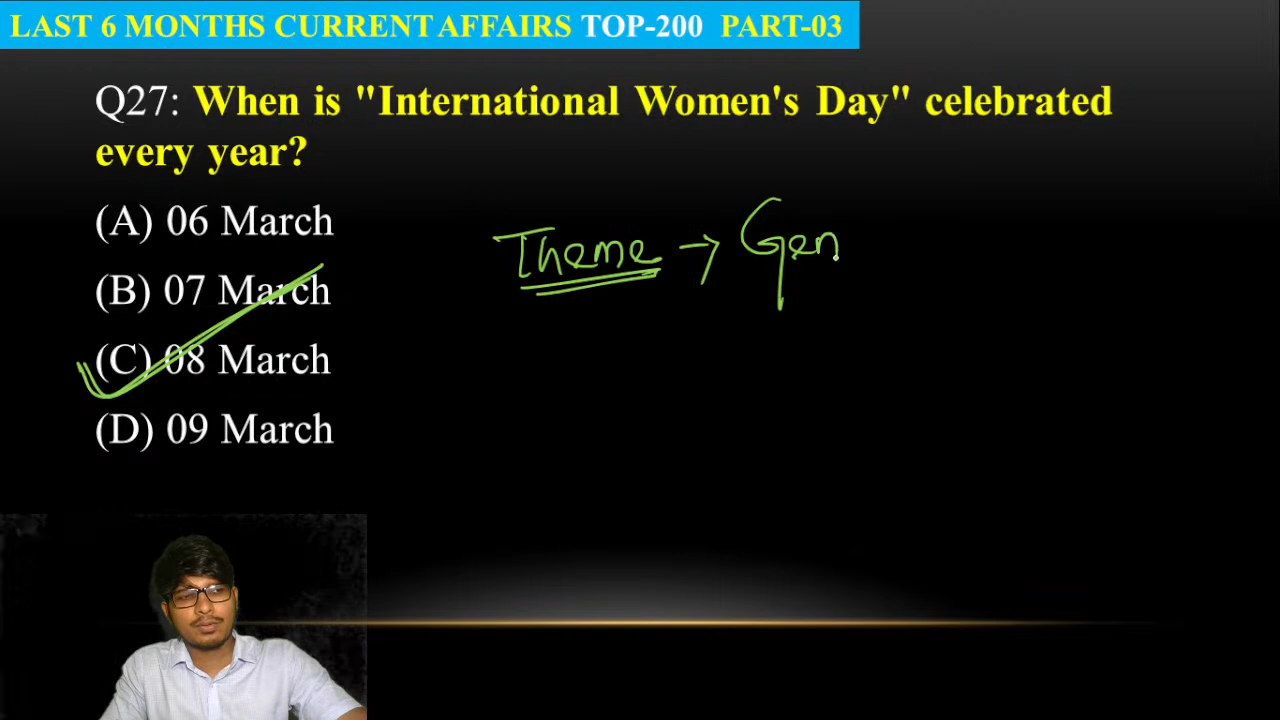 LAST 6 MONTHS CURRENT AFFAIRS TOP-200 PART-03
Q27: When is "International Women's Day" celebrated
every year?
(A) 06 March
Theme → Gen
(B) 07 March
(C) 08 March
(D) 09 March